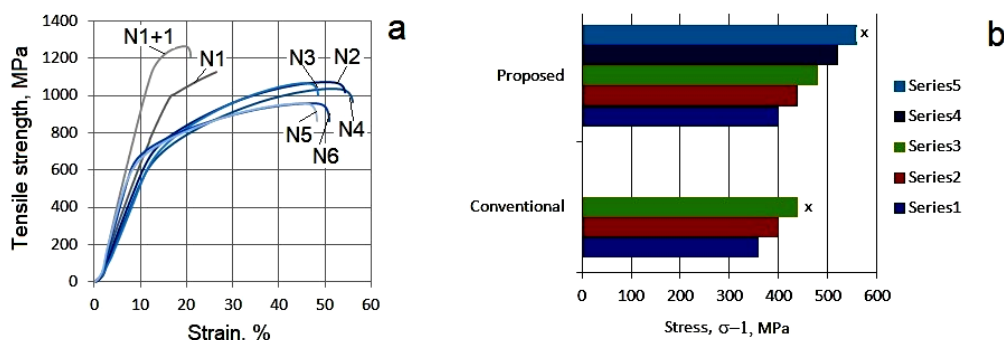 a
Tensile strength, MPa
1400
1200
1000
800
600
400
200
0
N1+1
N1
N3
N2
N5
N6
N4
0 10 20 30 40 50 60
Strain, %
b
Proposed
x
Conventional
x
0 100 200 300 400 500 600
Stress, σ−1, MPa
Series5
Series4
Series3
Series2
Series1